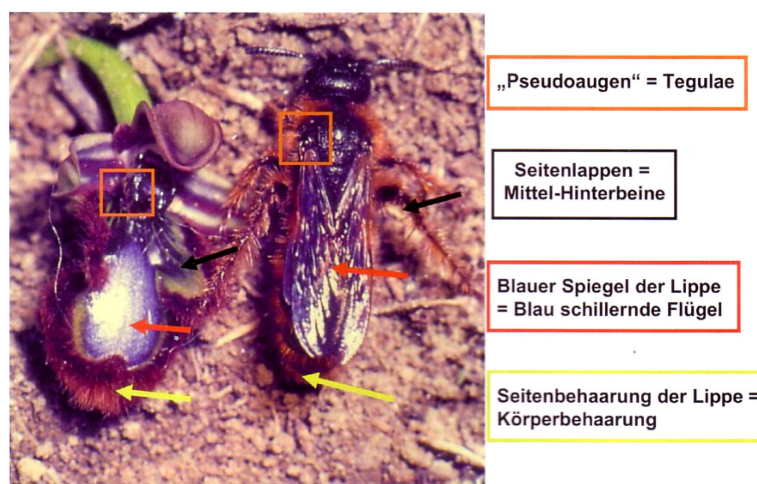 „Pseudoaugen“ = Tegulae
Seitenlappen =
Mittel-Hinterbeine
Blauer Spiegel der Lippe
= Blau schillernde Flügel
Seitenbehaarung der Lippe =
Körperbehaarung